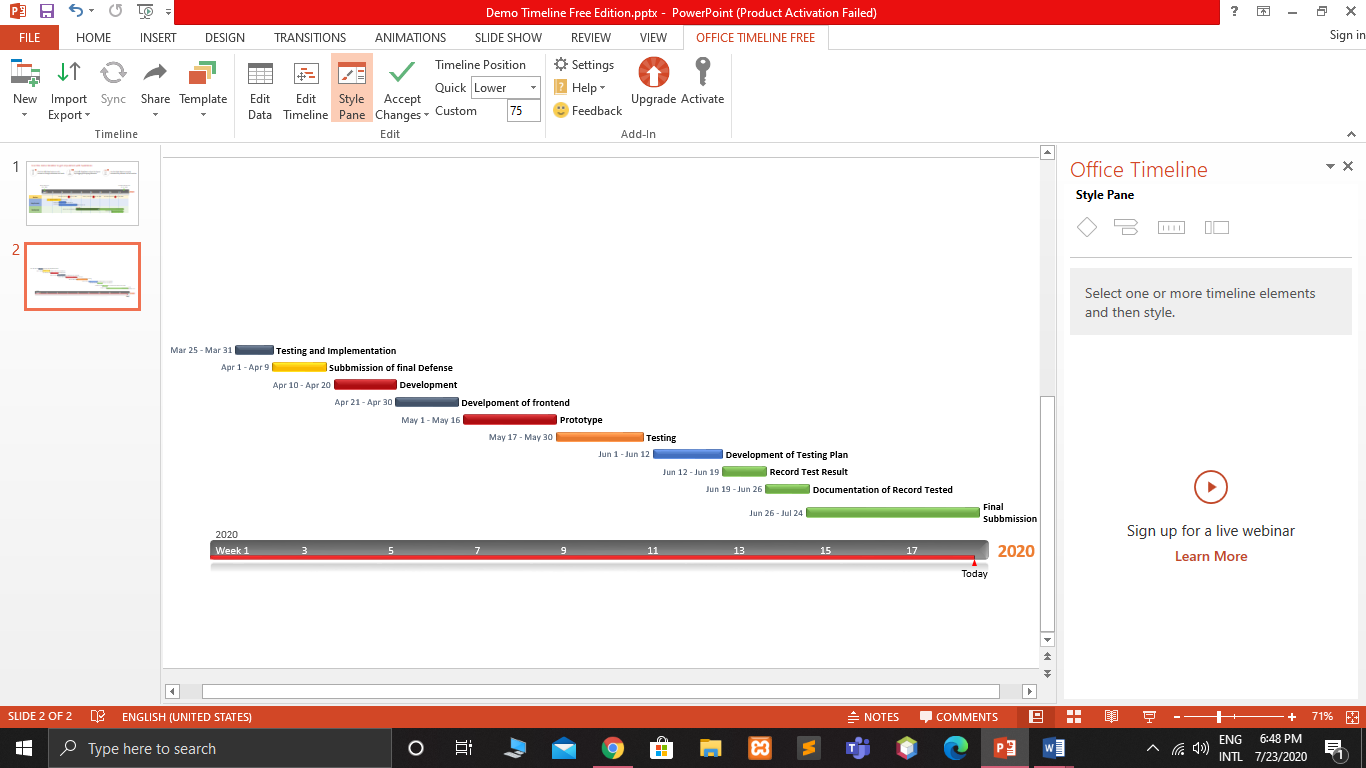 Demo Timeline Free Edition.pptx - PowerPoint (Product Activation Failed)
?
FILE HOME INSERT DESIGN TRANSITIONS ANIMATIONS SLIDE SHOW REVIEW VIEW OFFICE TIMELINE FREE Sign in
New Import Export Sync Share Template
Timeline
Edit Data Edit Timeline Style Pane Accept Changes
Timeline Position
Quick Lower
Custom 75
Edit
Settings
Help
Feedback
Upgrade Activate
Add-In
1
2
Mar 25 - Mar 31 Testing and Implementation
Apr 1 - Apr 9 Subbmission of final Defense
Apr 10 - Apr 20 Development
Apr 21 - Apr 30 Develpoment of frontend
May 1 - May 16 Prototype
May 17 - May 30 Testing
Jun 1 - Jun 12 Development of Testing Plan
Jun 12 - Jun 19 Record Test Result
Jun 19 - Jun 26 Documentation of Record Tested
Jun 26 - Jul 24 Final
Subbmission
2020
Week 1 3 5 7 9 11 13 15 17 2020
Today
Office Timeline
Style Pane
Select one or more timeline elements
and then style.
Sign up for a live webinar
Learn More
SLIDE 2 OF 2 ENGLISH (UNITED STATES) NOTES COMMENTS 71%
Type here to search
ENG
INTL
6:48 PM
7/23/2020
1